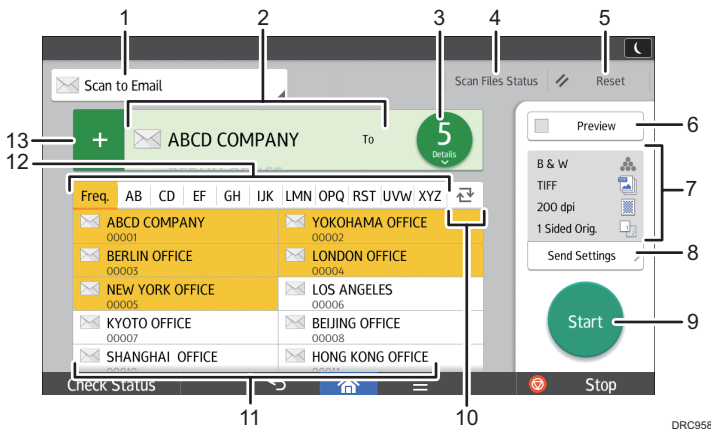 1 2 3 4 5
Scan to Email
Scan Files Status
Reset
+ ABCD COMPANY To
5
Details
13
12
Preview
6
B & W
TIFF
200 dpi
1 Sided Orig.
7
Send Settings
8
Freq. AB CD EF GH IJK LMN OPQ RST UVW XYZ
ABCD COMPANY YOKOHAMA OFFICE
00001 00002
BERLIN OFFICE LONDON OFFICE
00003 00004
NEW YORK OFFICE LOS ANGELES
00005 00006
KYOTO OFFICE BEIJING OFFICE
00007 00008
SHANGHAI OFFICE HONG KONG OFFICE
Start
9
Check Status
Stop
11 10
DRC958